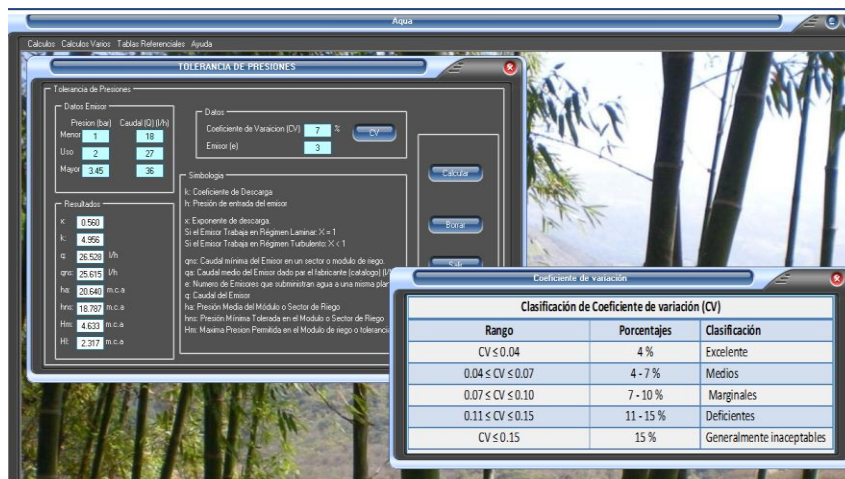 Aqua
Calculos Calculos Varios Tablas Referenciales Ayuda
TOLERANCIA DE PRESIONES
Tolerancia de Presiones
Datos Emisor
Presion (bar) Caudal (Q) (l/h)
Menor 1 18
Uso 2 27
Mayor 3.45 36
Datos
Coeficiente de Varaicion (CV) 7 % CV
Emisor (e) 3
Resultados
x: 0.560
k: 4.956
q: 26.528 l/h
qns: 25.615 l/h
ha: 20.640 m.c.a
hns: 18.787 m.c.a
Hm: 4.633 m.c.a
Hl: 2.317 m.c.a
Simbologia
k: Coeficiente de Descarga
h: Presión de entrada del emisor
x: Exponente de descarga.
Si el Emisor Trabaja en Régimen Laminar: X = 1
Si el Emisor Trabaja en Régimen Turbulento: X < 1
qns: Caudal mínima del Emisor en un sector o modulo de riego.
qa: Caudal medio del Emisor dado por el fabricante (catalogo) (l/
e: Numero de Emisores que subministran agua a una misma plan
q: Caudal del Emisor
ha: Presión Media del Módulo o Sector de Riego
hns: Presión Mínima Tolerada en el Modulo o Sector de Riego
Hm: Maxima Presion Permitida en el Modulo de riego o tolerancia
Calcular
Borrar
Coeficiente de variación
Clasificación de Coeficiente de variación (CV)
Rango Porcentajes Clasificación
CV ≤ 0.04 4 % Excelente
0.04 ≤ CV ≤ 0.07 4 - 7 % Medios
0.07 ≤ CV ≤ 0.10 7 - 10 % Marginales
0.11 ≤ CV ≤ 0.15 11 - 15 % Deficientes
CV ≤ 0.15 15 % Generalmente inaceptables